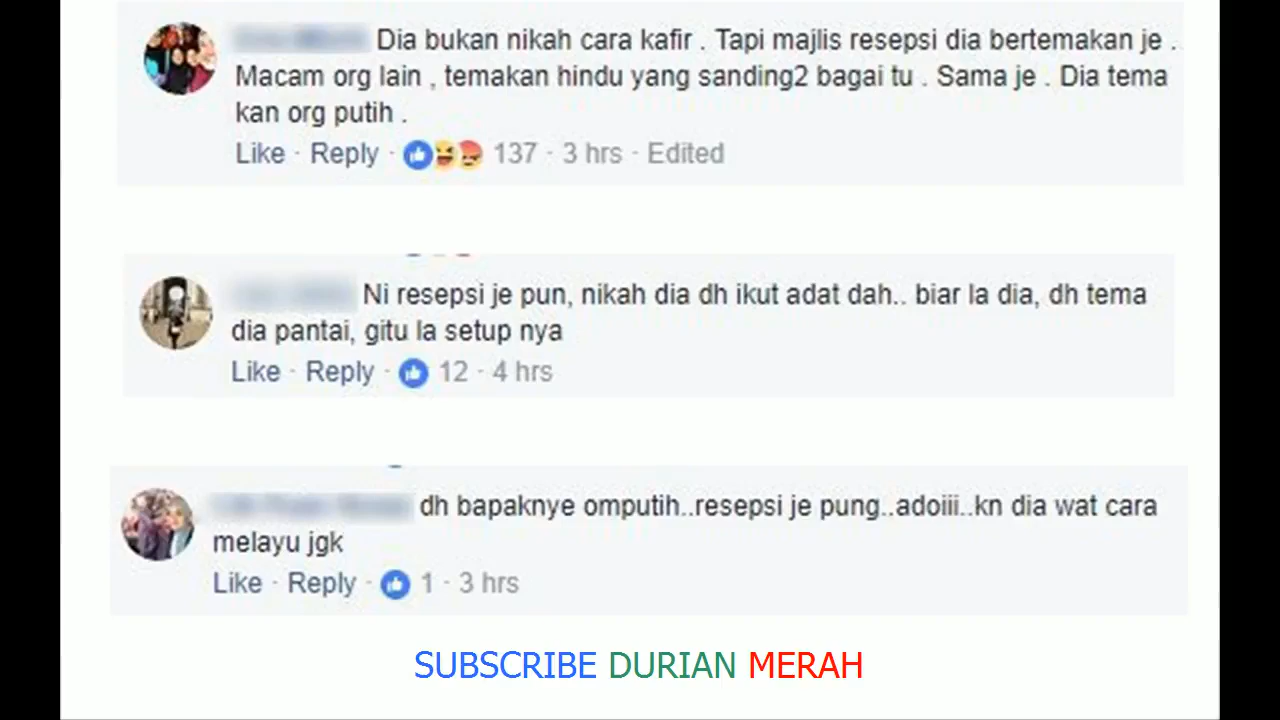 Dia bukan nikah cara kafir . Tapi majlis resepsi dia bertemakan je .
Macam org lain , temakan hindu yang sanding2 bagai tu . Sama je . Dia tema
kan org putih .
Like · Reply · 137 · 3 hrs · Edited
Ni resepsi je pun, nikah dia dh ikut adat dah.. biar la dia, dh tema
dia pantai, gitu la setup nya
Like · Reply · 12 · 4 hrs
dh bapaknye omputih..resepsi je pung..adoiii..kn dia wat cara
melayu jgk
Like · Reply · 1 · 3 hrs
SUBSCRIBE DURIAN MERAH